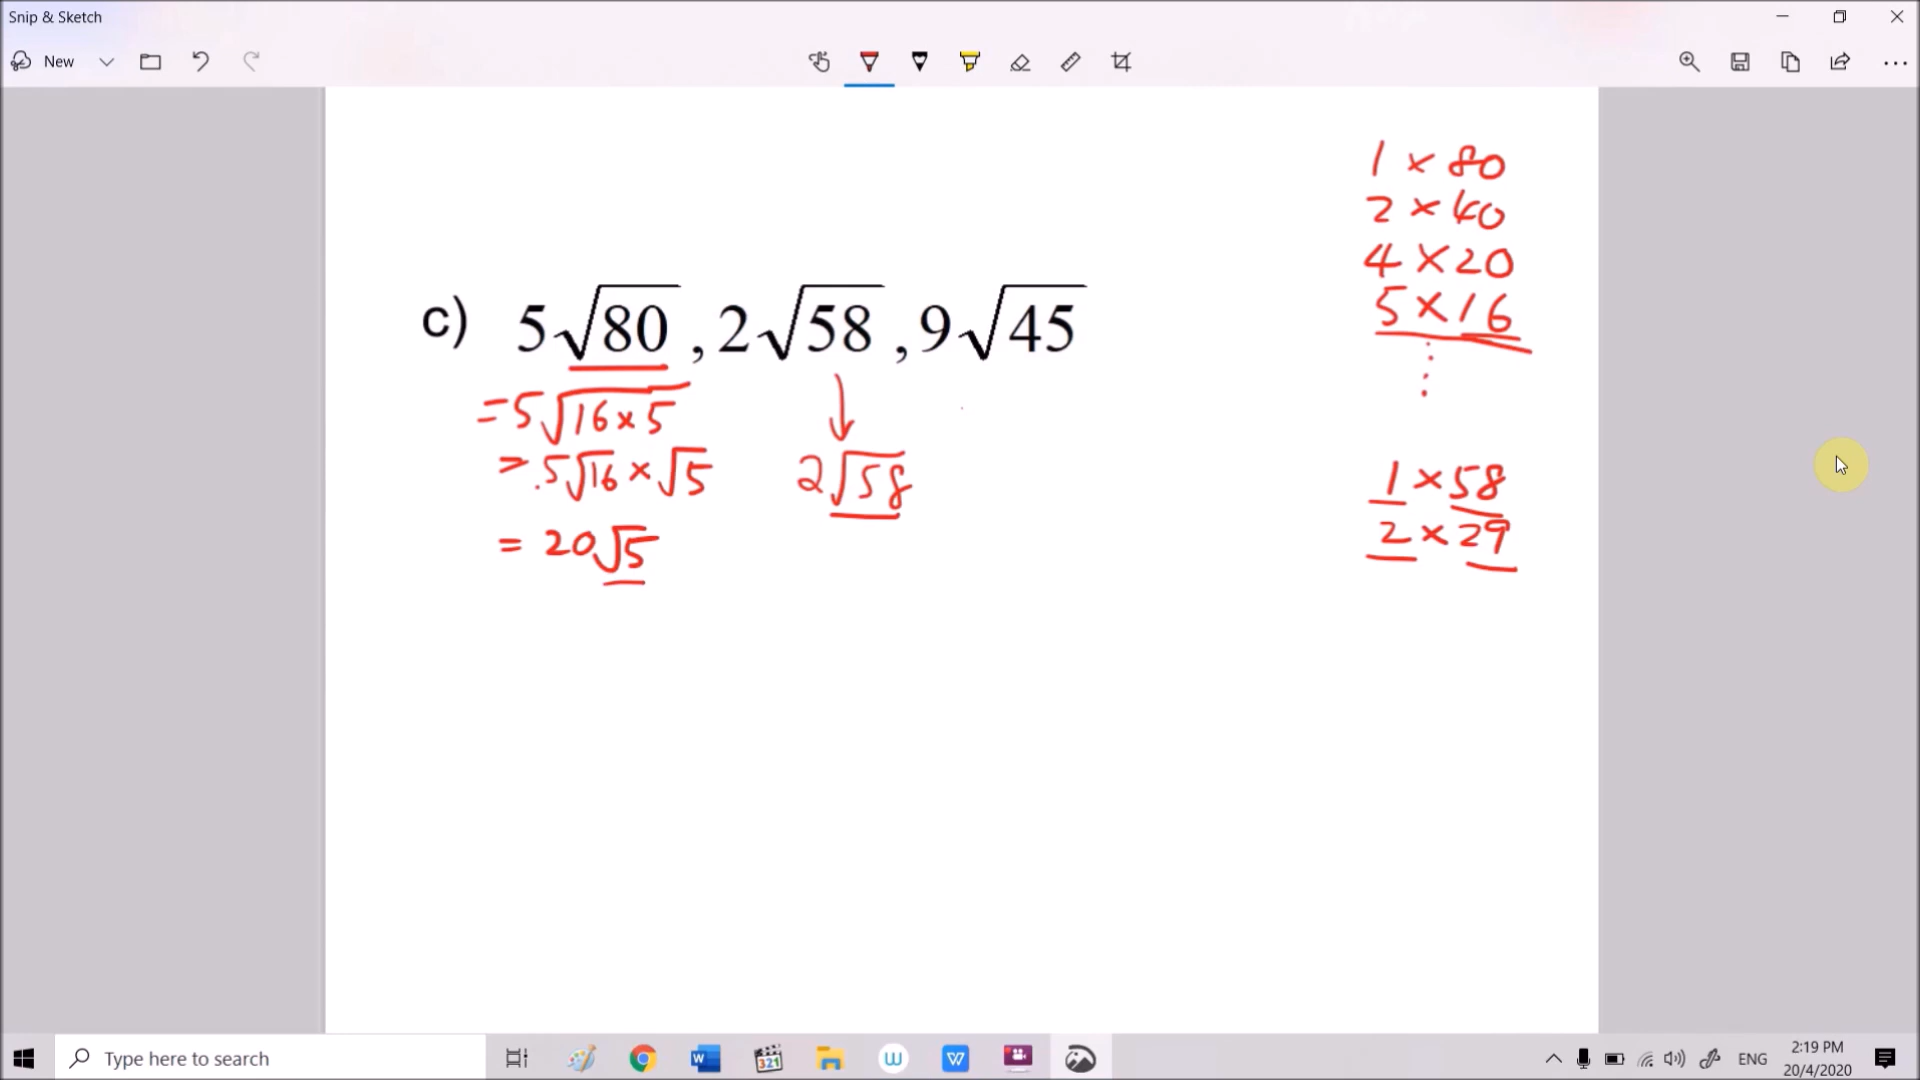 Snip & Sketch
New
c) 5√80 , 2√58 , 9√45
= 5√16 × 5
= 5√16 × √5
= 20√5
2√58
1 × 80
2 × 40
4 × 20
5 × 16
⋮
1 × 58
2 × 29
Type here to search
321
ENG
2:19 PM
20/4/2020